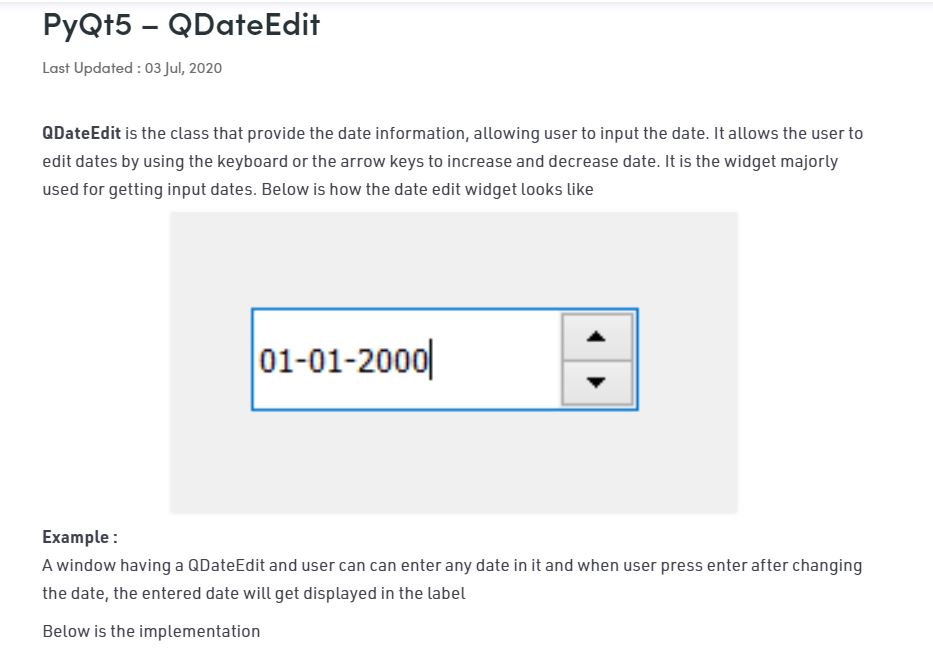 PyQt5 – QDateEdit
Last Updated : 03 Jul, 2020
QDateEdit is the class that provide the date information, allowing user to input the date. It allows the user to
edit dates by using the keyboard or the arrow keys to increase and decrease date. It is the widget majorly
used for getting input dates. Below is how the date edit widget looks like
01-01-2000
Example :
A window having a QDateEdit and user can can enter any date in it and when user press enter after changing
the date, the entered date will get displayed in the label
Below is the implementation